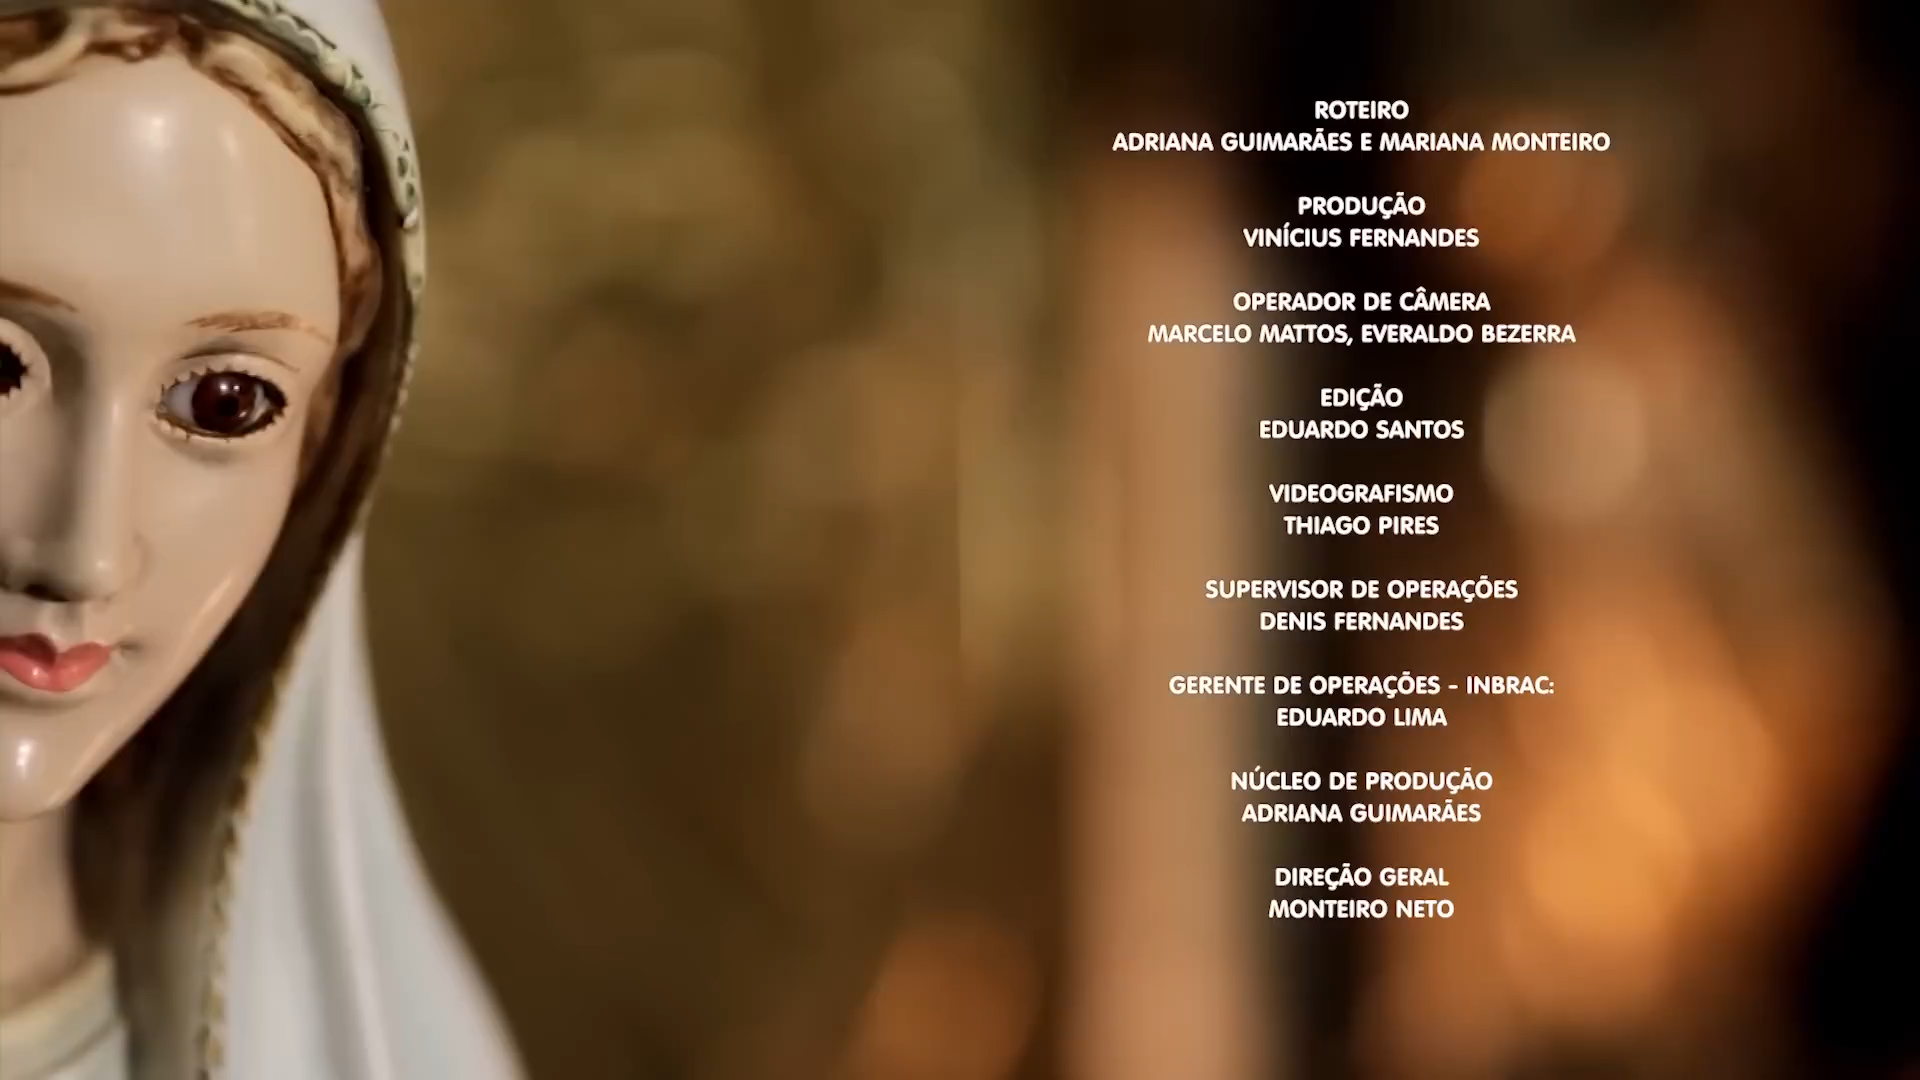 ROTEIRO
ADRIANA GUIMARÃES E MARIANA MONTEIRO
PRODUÇÃO
VINÍCIUS FERNANDES
OPERADOR DE CÂMERA
MARCELO MATTOS, EVERALDO BEZERRA
EDIÇÃO
EDUARDO SANTOS
VIDEOGRAFISMO
THIAGO PIRES
SUPERVISOR DE OPERAÇÕES
DENIS FERNANDES
GERENTE DE OPERAÇÕES - INBRAC:
EDUARDO LIMA
NÚCLEO DE PRODUÇÃO
ADRIANA GUIMARÃES
DIREÇÃO GERAL
MONTEIRO NETO